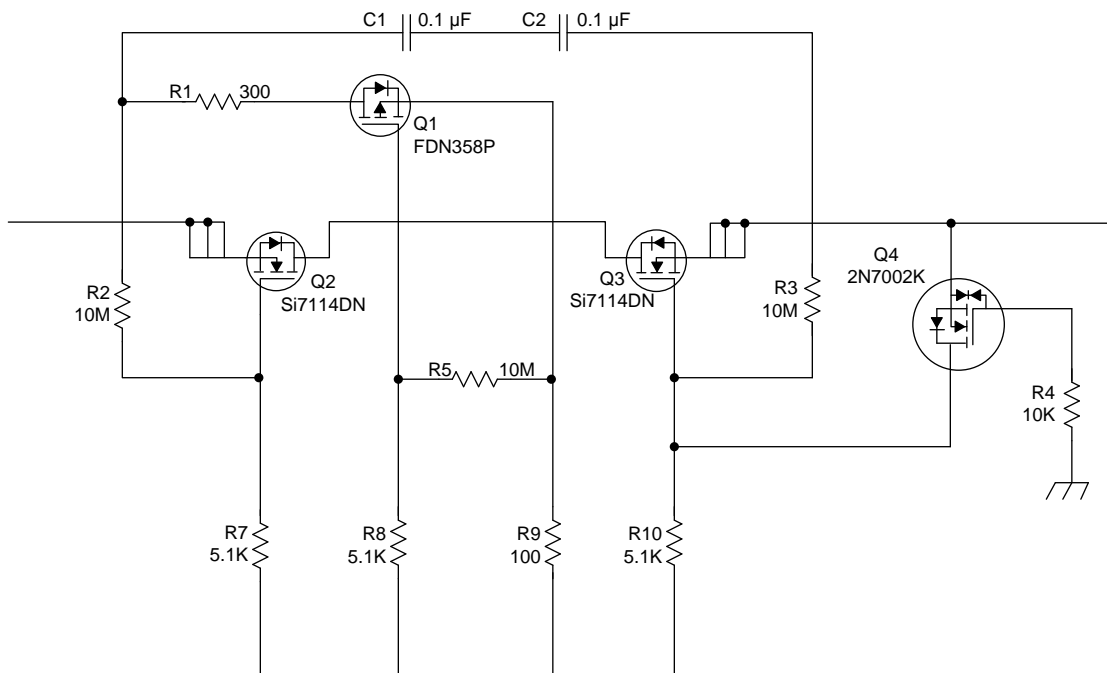 C1 0.1 µF C2 0.1 µF
R1 300
Q1
FDN358P
Q2
Si7114DN
Q3
Si7114DN
Q4
2N7002K
R2
10M
R3
10M
R5 10M
R4
10K
R7
5.1K
R8
5.1K
R9
100
R10
5.1K